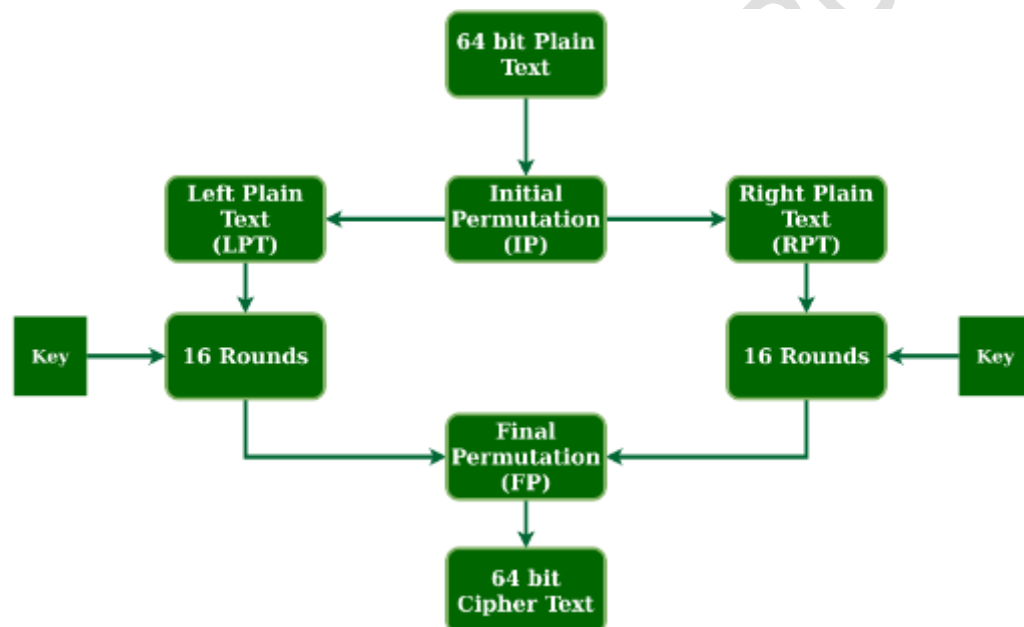 64 bit Plain
Text
Left Plain
Text
(LPT)
Initial
Permutation
(IP)
Right Plain
Text
(RPT)
Key
16 Rounds
16 Rounds
Key
Final
Permutation
(FP)
64 bit
Cipher Text